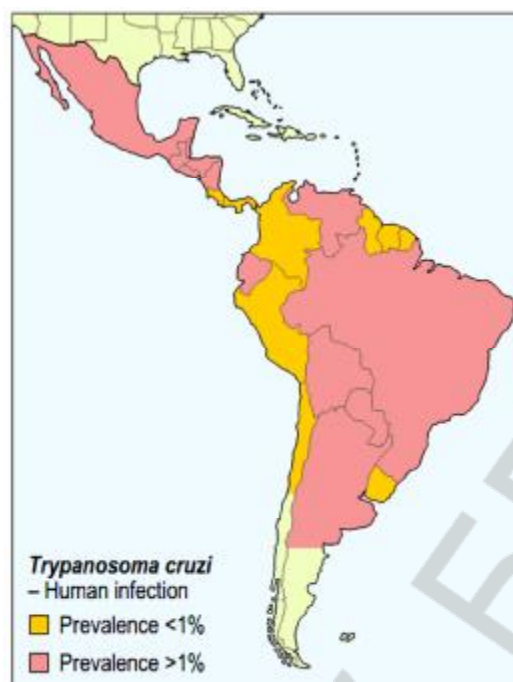 Trypanosoma cruzi
– Human infection
Prevalence <1%
Prevalence >1%